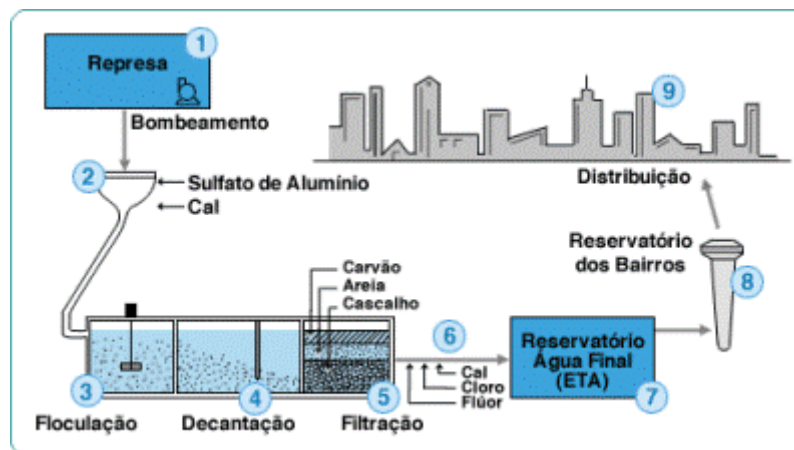 1
Represa
Bombeamento
2
Sulfato de Alumínio
Cal
Carvão
Areia
Cascalho
3
Floculação
4
Decantação
5
Filtração
6
Cal
Cloro
Flúor
Reservatório
Água Final
(ETA)
7
Reservatório
dos Bairros
8
9
Distribuição